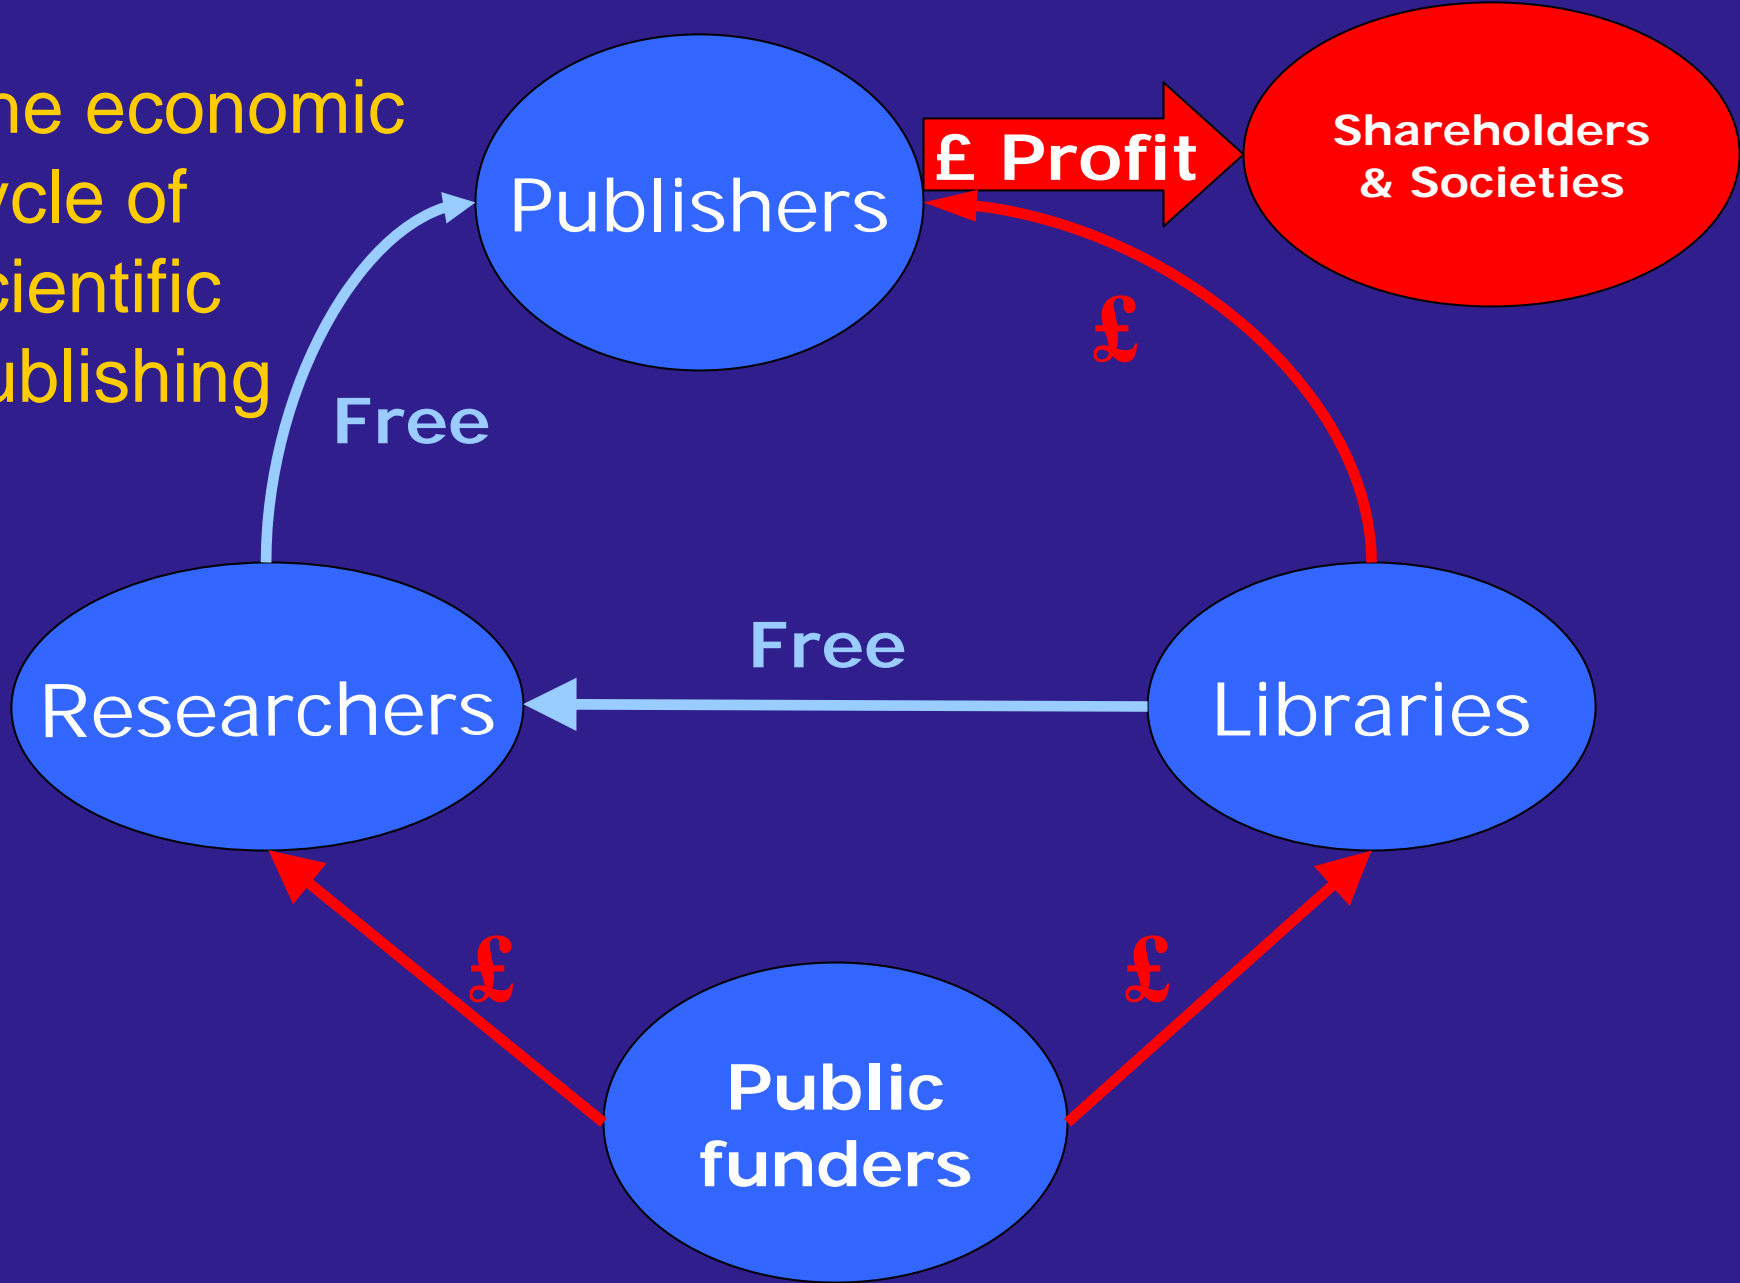 he economic
ycle of
cientific
ublishing
Publishers
£ Profit
Shareholders
& Societies
£
Free
Free
Researchers
Libraries
£
£
Public
funders